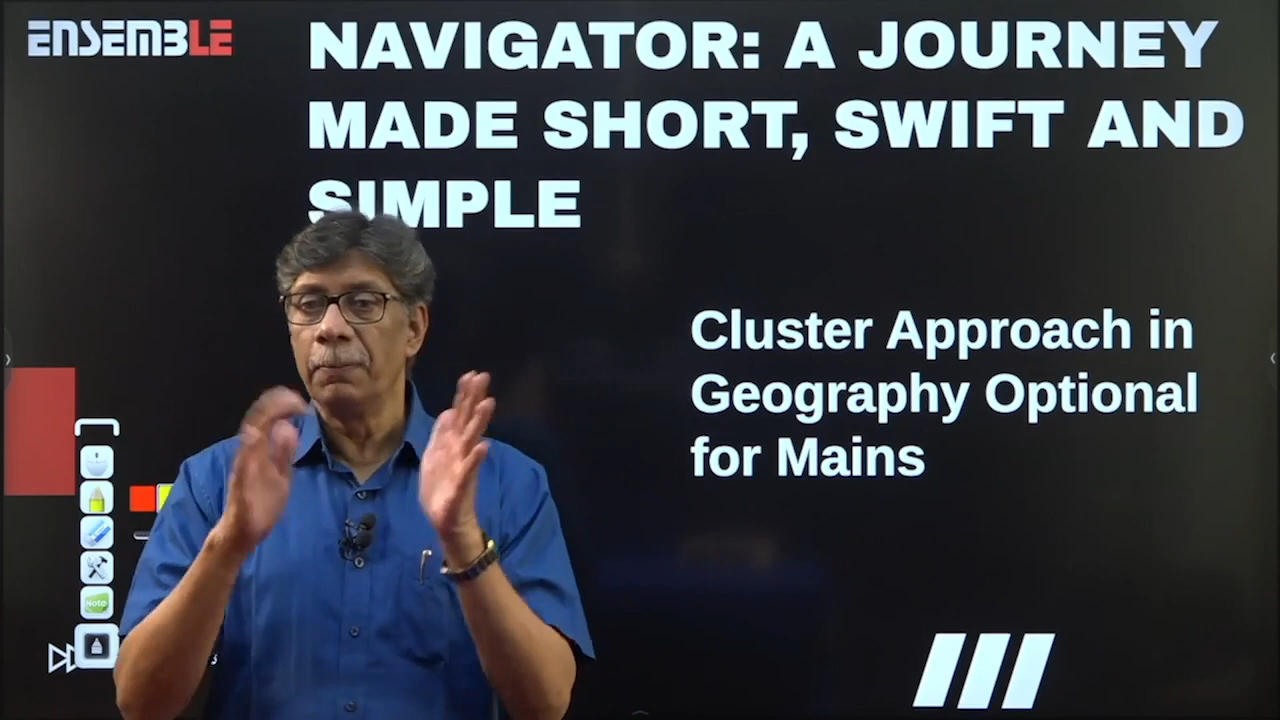 ENSEMBLE
NAVIGATOR: A JOURNEY
MADE SHORT, SWIFT AND
SIMPLE
Cluster Approach in
Geography Optional
for Mains
Note